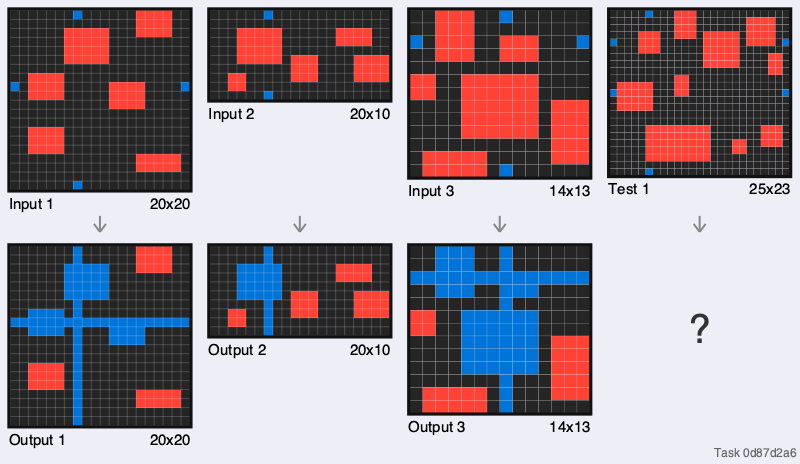 Input 1 20x20
Input 2 20x10
Input 3 14x13
Test 1 25x23
Output 1 20x20
Output 2 20x10
Output 3 14x13
?
Task 0d87d2a6